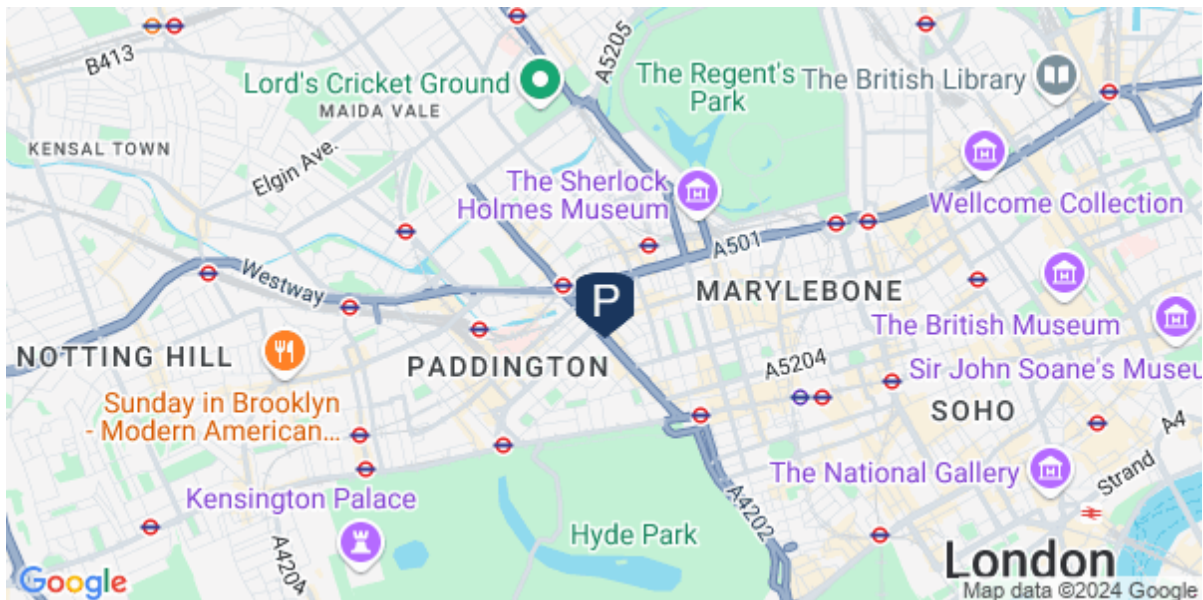 B413
A5205
Lord's Cricket Ground
MAIDA VALE
The Regent's
Park
The British Library
KENSAL TOWN
Elgin Ave.
The Sherlock
Holmes Museum
Wellcome Collection
A501
Westway
P
MARYLEBONE
The British Museum
NOTTING HILL
PADDINGTON
A5204
Sir John Soane's Museu
Sunday in Brooklyn
- Modern American...
SOHO
A4
The National Gallery
Strand
Kensington Palace
A4202
Hyde Park
A4204
London
Google
Map data ©2024 Google